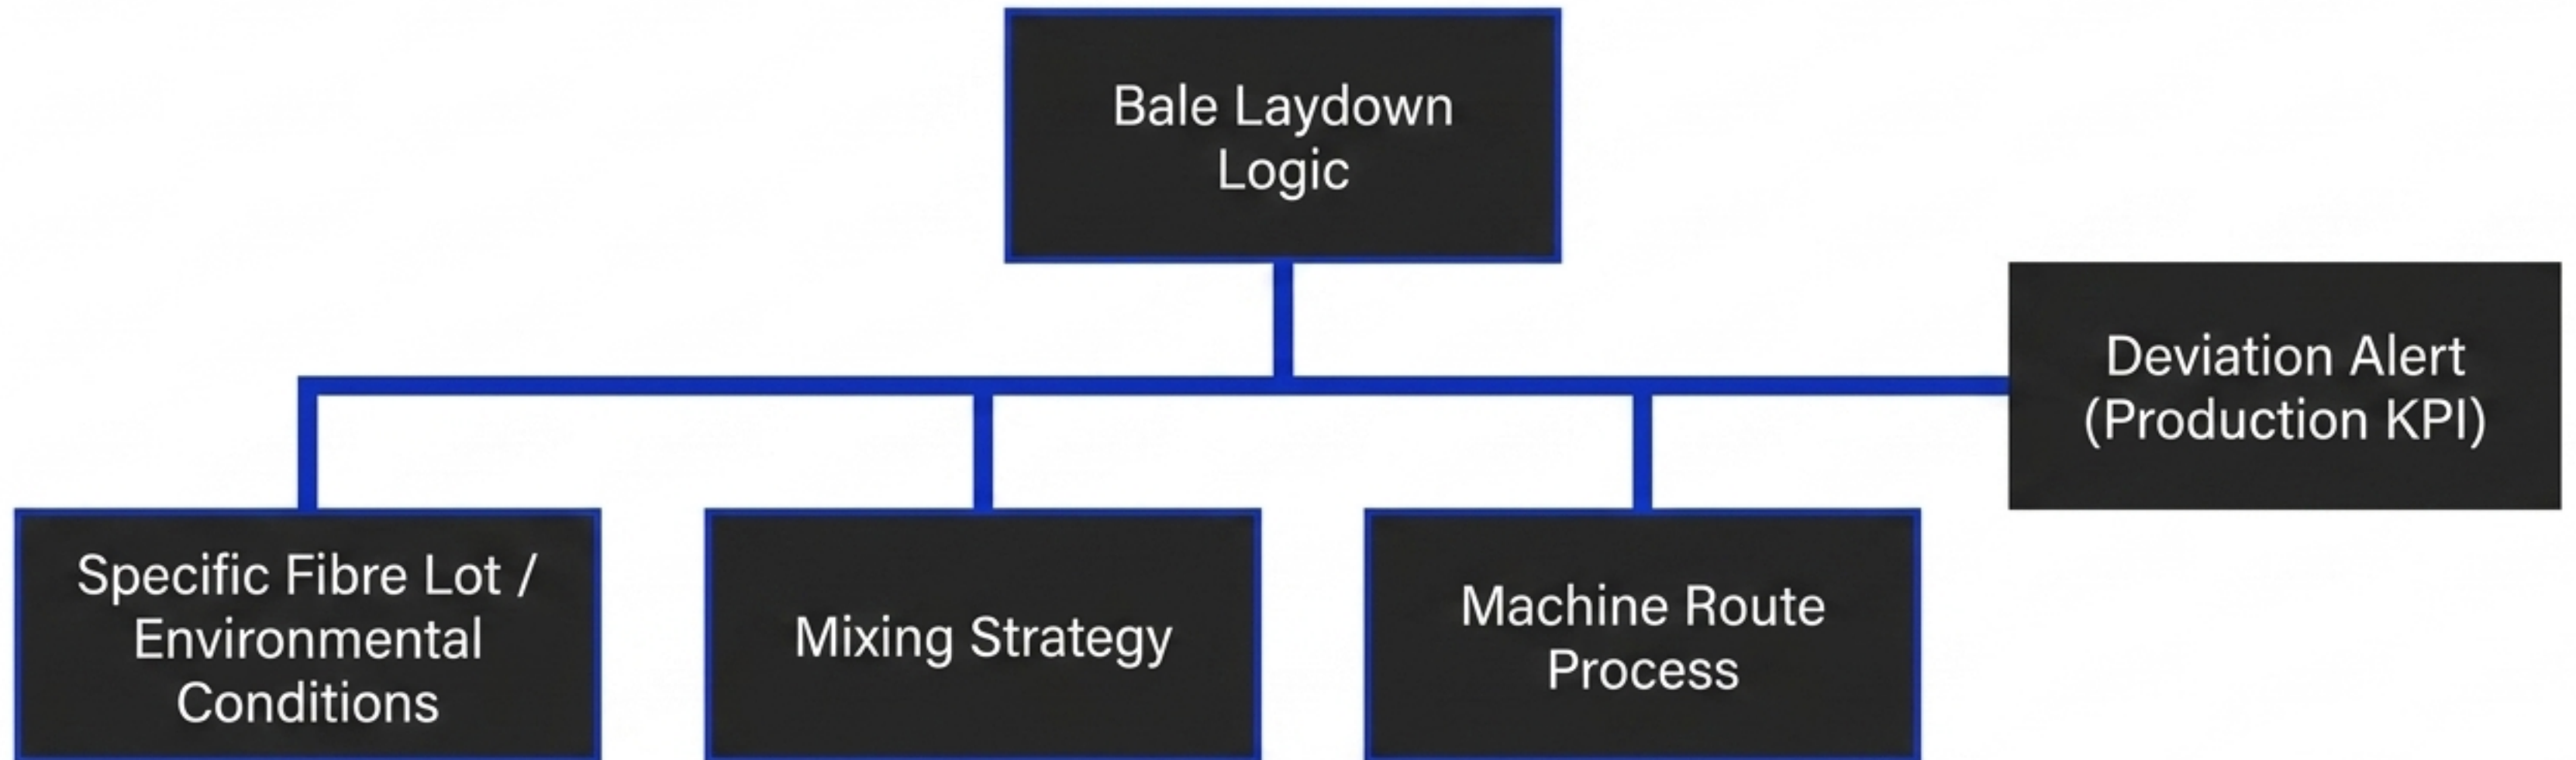 Bale Laydown
Logic
Deviation Alert
(Production KPI)
Specific Fibre Lot /
Environmental
Conditions
Mixing Strategy
Machine Route
Process